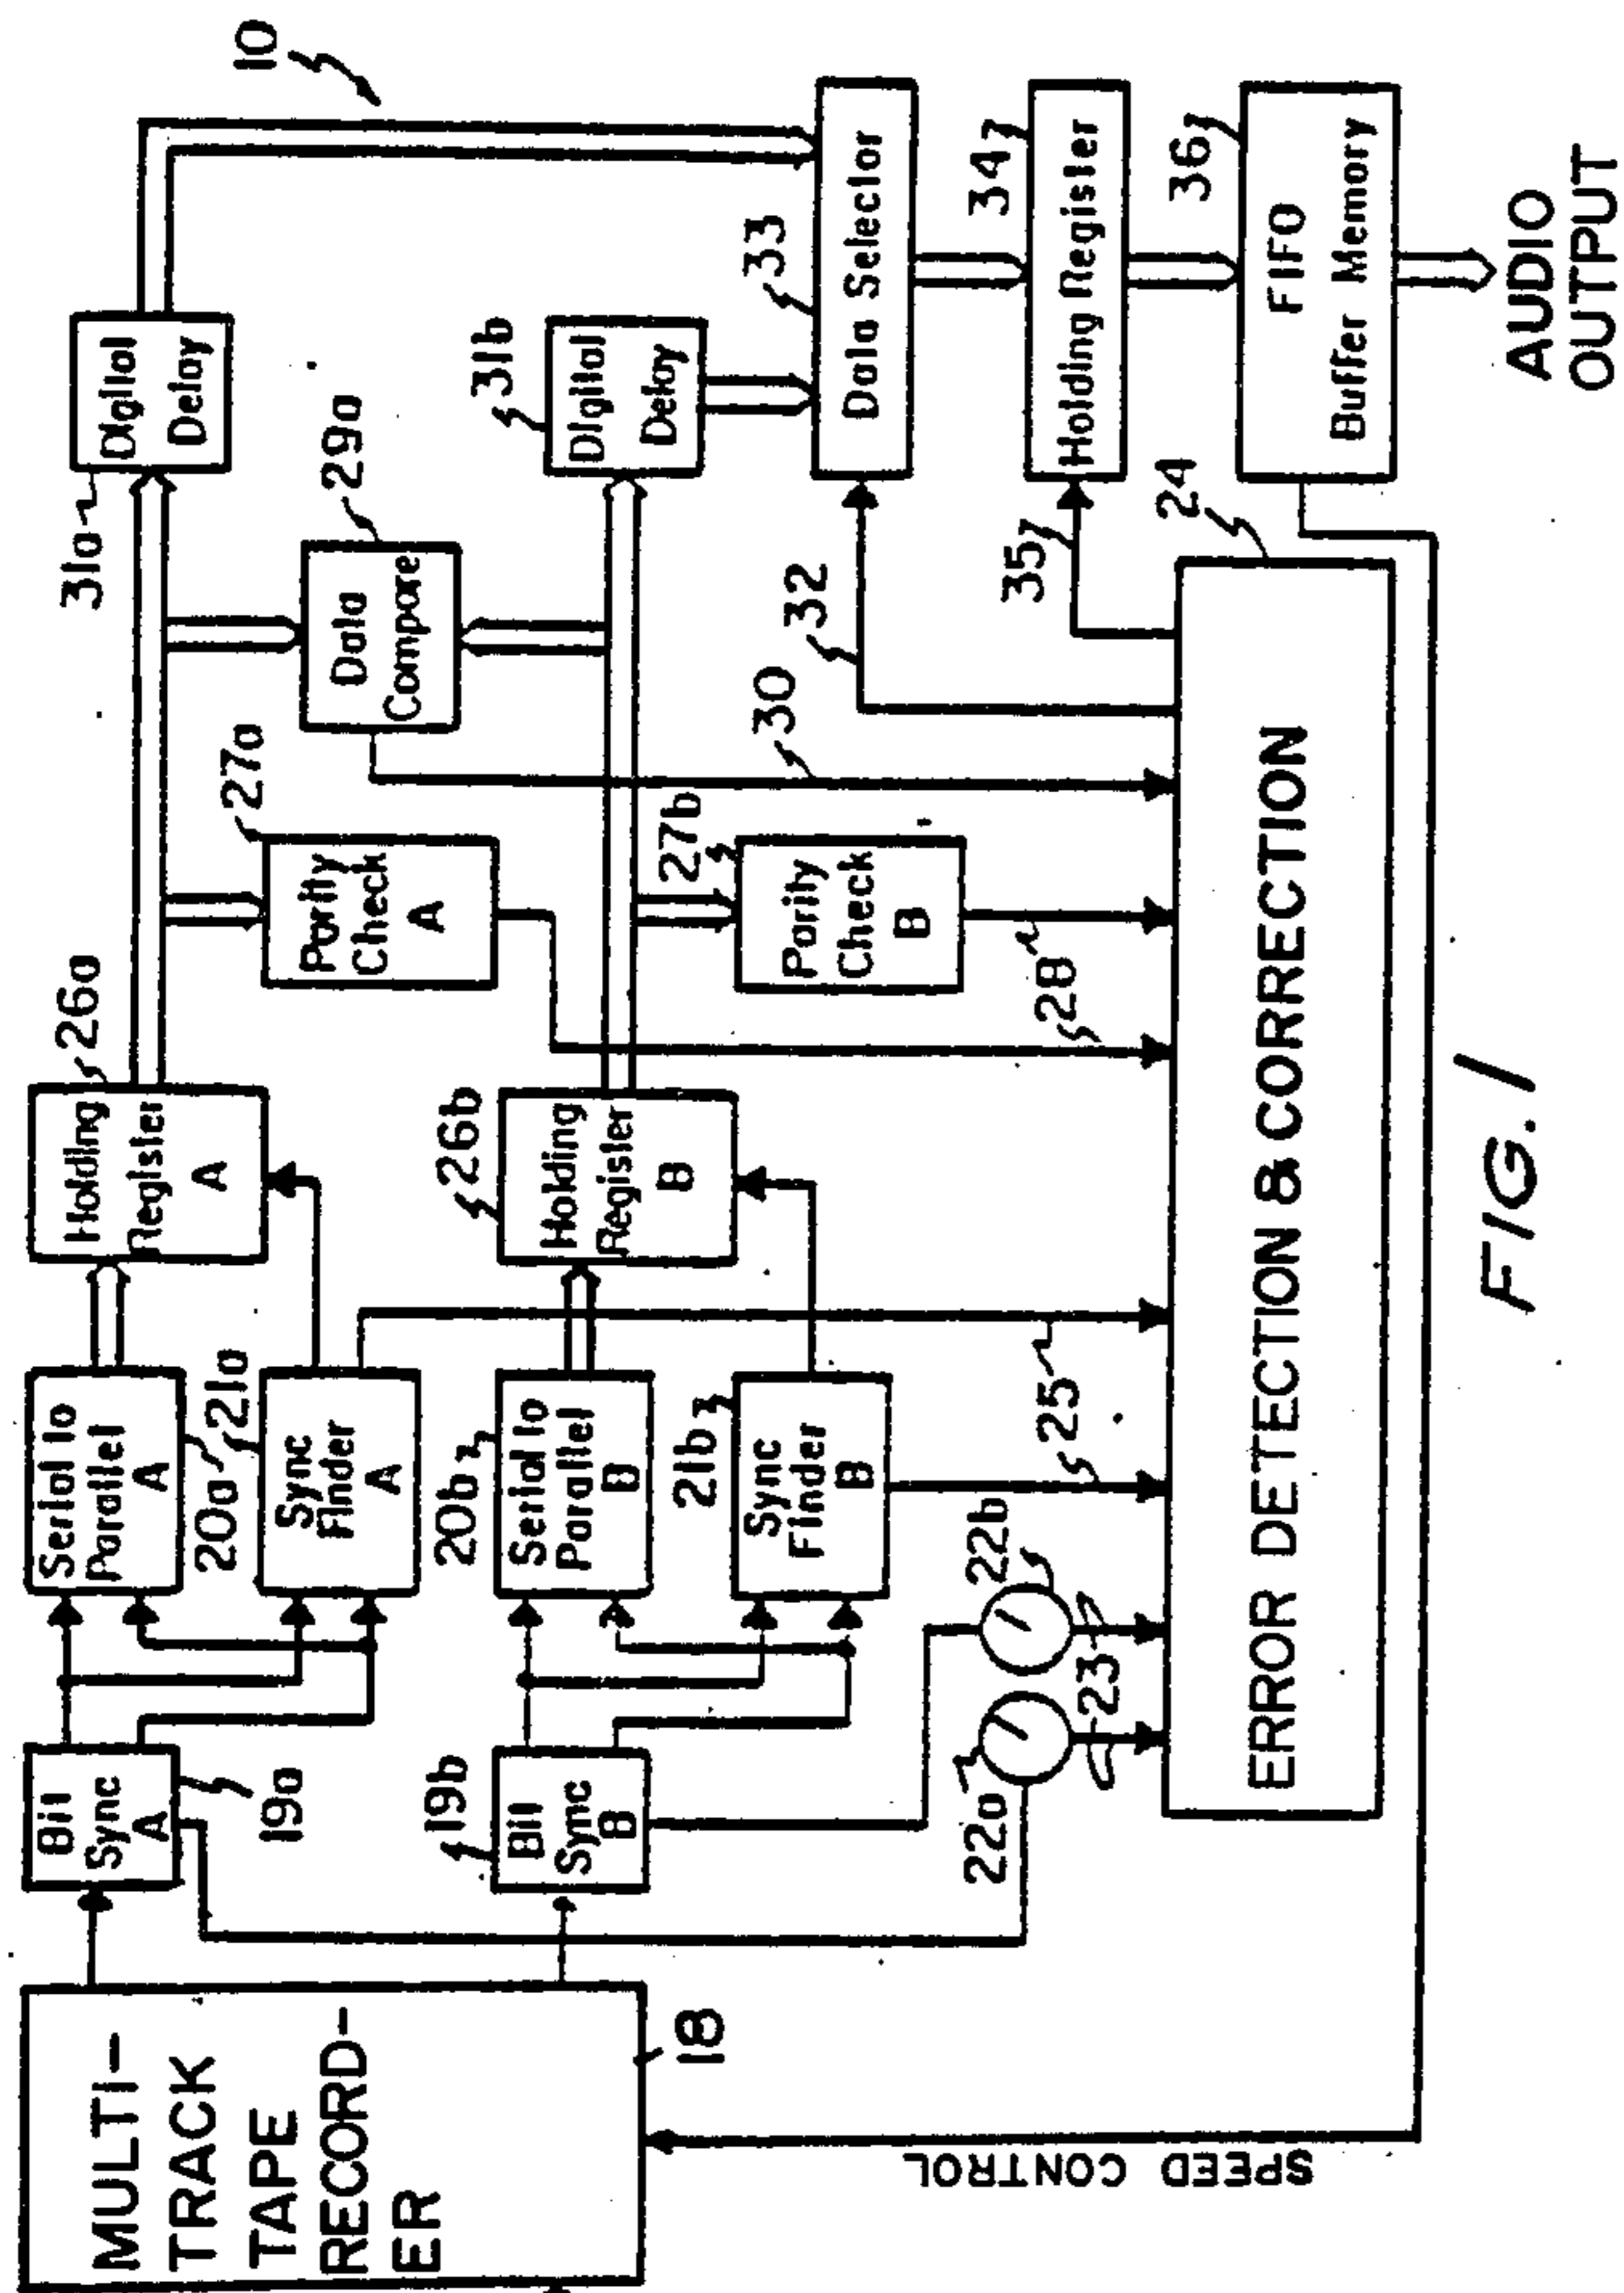 10
MULTI-
TRACK
TAPE
RECORD-
ER
18
Bit
Sync
A
19a
Serial to
Parallel
A
20a
Sync
Finder
A
21a
Holding
Register
A
26a
Parity
Check
A
27a
Data
Compare
29a
Digital
Delay
31a
Bit
Sync
B
19b
Serial to
Parallel
B
20b
Sync
Finder
B
21b
Holding
Register
B
26b
Parity
Check
B
27b
Digital
Delay
31b
22a
22b
23
25
28
30
32
35
Data Selector
33
Holding Register
34
FIFO
Buffer Memory
36
ERROR DETECTION & CORRECTION
24
AUDIO
OUTPUT
SPEED CONTROL
FIG. 1